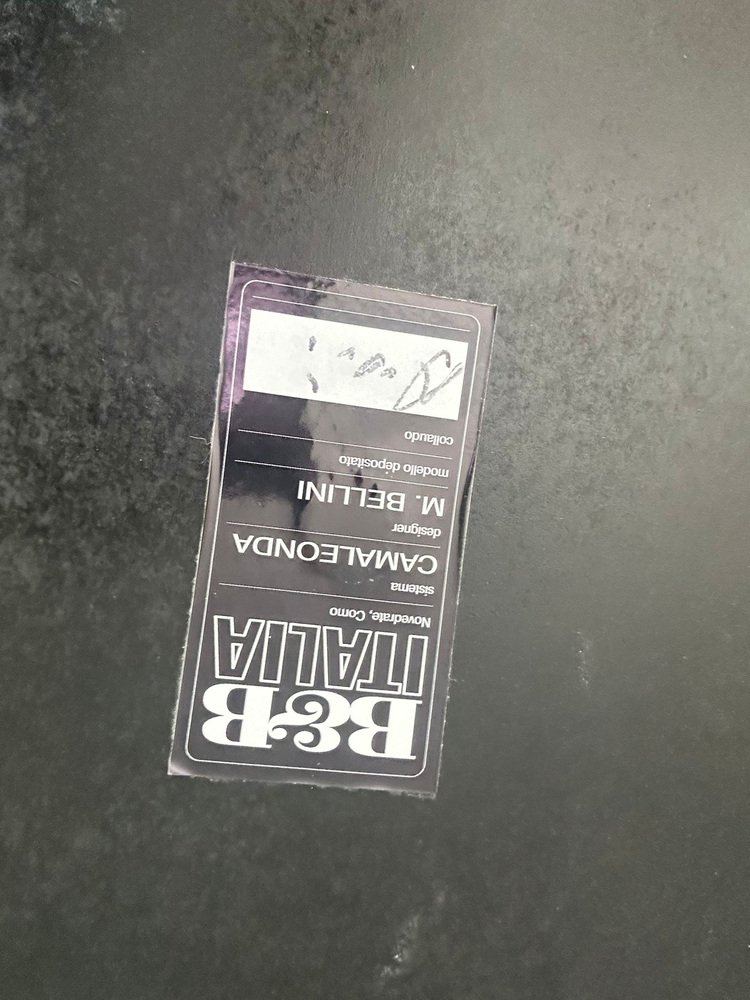 B&B
ITALIA
Novedrate, Como
sistema
CAMALEONDA
designer
M. BELLINI
modello depositato
collaudo